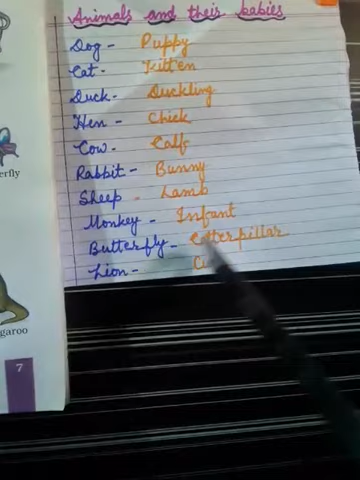 Animals and their babies
Dog - Puppy
Cat - Kitten
Duck - Duckling
Hen - Chick
Cow - Calf
Rabbit - Bunny
Sheep - Lamb
Monkey - Infant
Butterfly - Catterpillar
Lion -
erfly
garoo
7